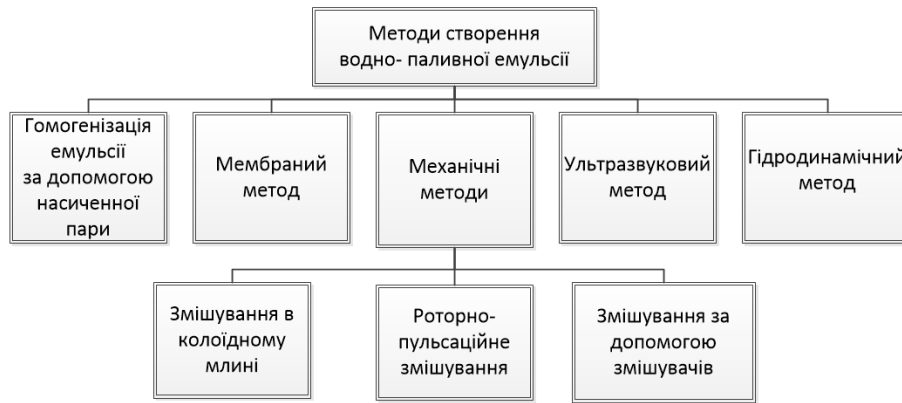 Методи створення
водно- паливної емульсії
Гомогенізація
емульсії
за допомогою
насиченної
пари
Мембраний
метод
Механічні
методи
Ультразвуковий
метод
Гідродинамічний
метод
Змішування в
колоїдному
млині
Роторно-
пульсаційне
змішування
Змішування за
допомогою
змішувачів